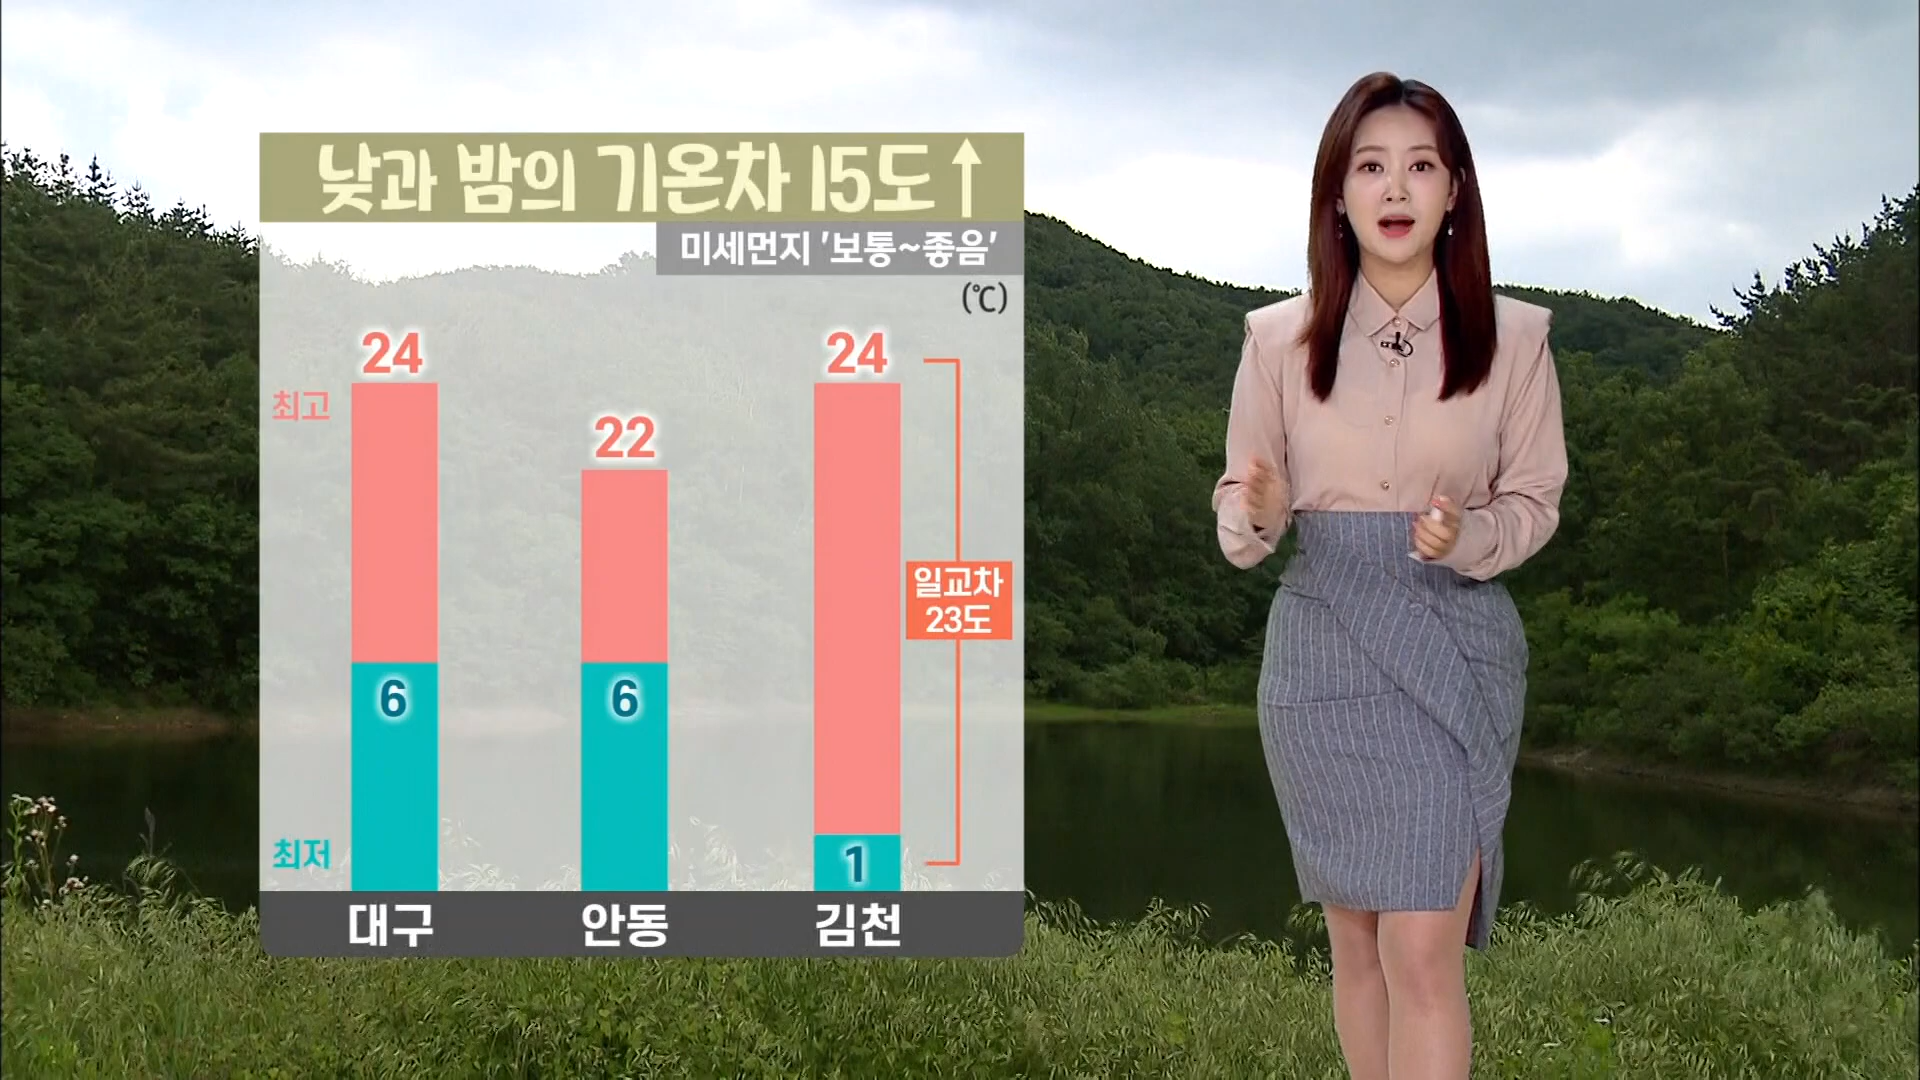 낮과 밤의 기온차 15도↑
미세먼지 '보통~좋음'
(℃)
24
22
24
최고
일교차
23도
6
6
1
최저
대구
안동
김천